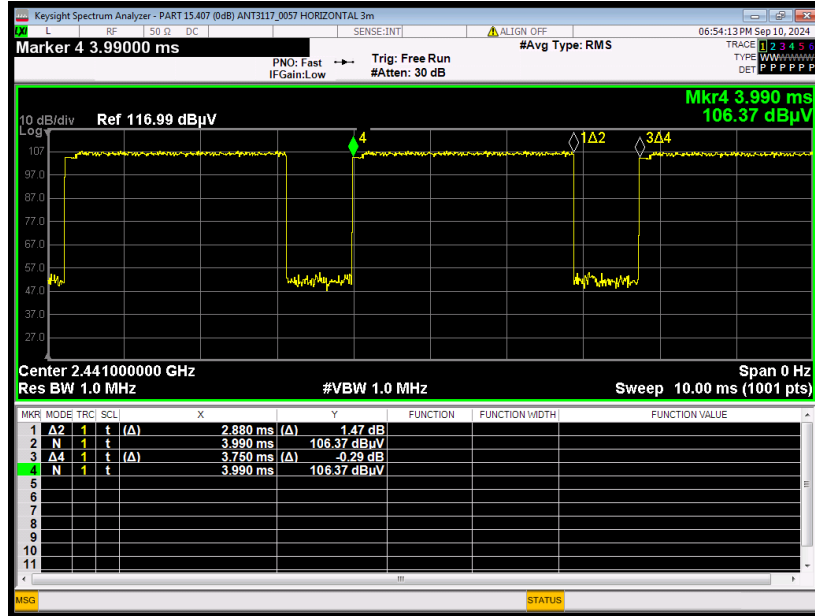 Keysight Spectrum Analyzer - PART 15.407 (0dB) ANT3117_0057 HORIZONTAL 3m
LXI L RF 50 Ω DC SENSE:INT ALIGN OFF 06:54:13 PM Sep 10, 2024
Marker 4 3.99000 ms
PNO: Fast
IFGain:Low
Trig: Free Run
#Atten: 30 dB
#Avg Type: RMS
TRACE 1 2 3 4 5 6
TYPE WWWWWW
DET P P P P P P
Mkr4 3.990 ms
106.37 dBµV
10 dB/div Ref 116.99 dBµV
Log
4 1Δ2 3Δ4
107
97.0
87.0
77.0
67.0
57.0
47.0
37.0
27.0
Center 2.441000000 GHz Span 0 Hz
Res BW 1.0 MHz #VBW 1.0 MHz Sweep 10.00 ms (1001 pts)
MKR MODE TRC SCL X Y FUNCTION FUNCTION WIDTH FUNCTION VALUE
1 Δ2 1 t (Δ) 2.880 ms (Δ) 1.47 dB
2 N 1 t 3.990 ms 106.37 dBµV
3 Δ4 1 t (Δ) 3.750 ms (Δ) -0.29 dB
4 N 1 t 3.990 ms 106.37 dBµV
5
6
7
8
9
10
11
MSG STATUS